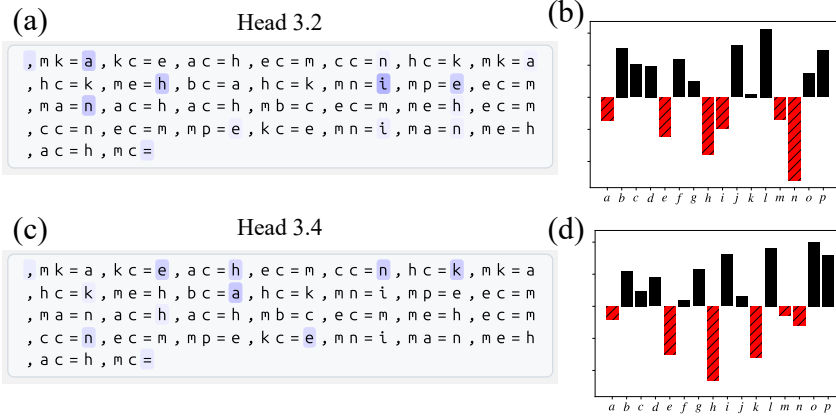 (a)
Head 3.2
, m k = a , k c = e , a c = h , e c = m , c c = n , h c = k , m k = a
, h c = k , m e = h , b c = a , h c = k , m n = i , m p = e , e c = m
, m a = n , a c = h , a c = h , m b = c , e c = m , m e = h , e c = m
, c c = n , e c = m , m p = e , k c = e , m n = i , m a = n , m e = h
, a c = h , m c =
(b)
a b c d e f g h i j k l m n o p
(c)
Head 3.4
, m k = a , k c = e , a c = h , e c = m , c c = n , h c = k , m k = a
, h c = k , m e = h , b c = a , h c = k , m n = i , m p = e , e c = m
, m a = n , a c = h , a c = h , m b = c , e c = m , m e = h , e c = m
, c c = n , e c = m , m p = e , k c = e , m n = i , m a = n , m e = h
, a c = h , m c =
(d)
a b c d e f g h i j k l m n o p